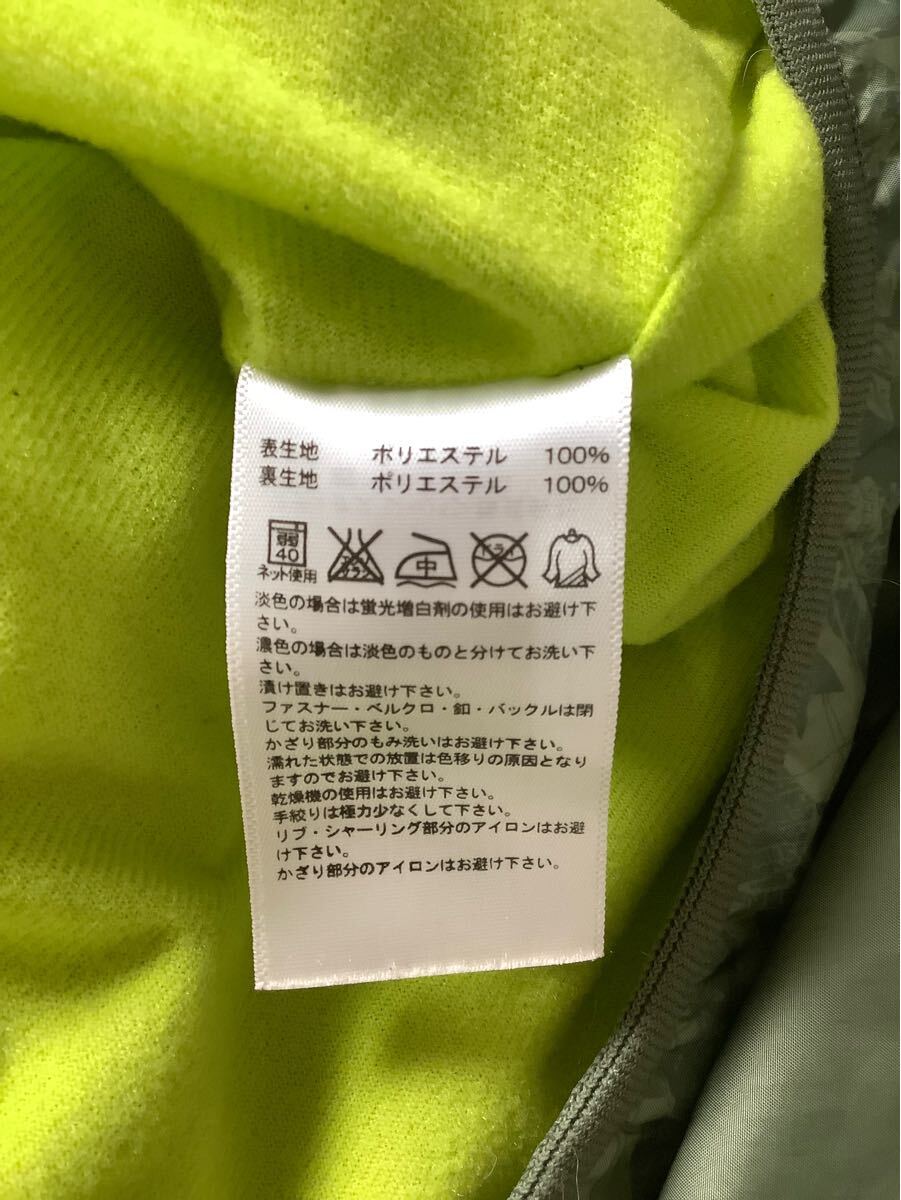 表生地 ポリエステル 100%
裏生地 ポリエステル 100%
弱
40
ネット使用
エンソ
サラシ
中
ドライ
淡色の場合は蛍光増白剤の使用はお避け下
さい。
濃色の場合は淡色のものと分けてお洗い下
さい。
漬け置きはお避け下さい。
ファスナー・ベルクロ・釦・バックルは閉
じてお洗い下さい。
かざり部分のもみ洗いはお避け下さい。
濡れた状態での放置は色移りの原因となり
ますのでお避け下さい。
乾燥機の使用はお避け下さい。
手絞りは極力少なくして下さい。
リブ・シャーリング部分のアイロンはお避
け下さい。
かざり部分のアイロンはお避け下さい。